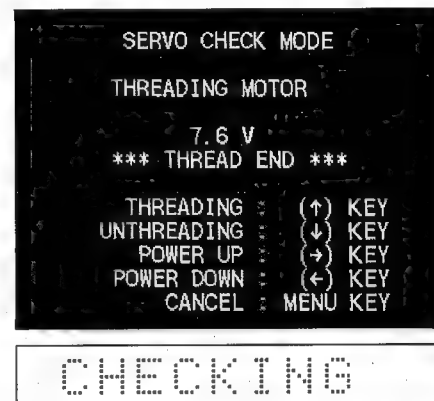 SERVO CHECK MODE
THREADING MOTOR
7.6 V
*** THREAD END ***
THREADING : (↑) KEY
UNTHREADING : (↓) KEY
POWER UP : (→) KEY
POWER DOWN : (←) KEY
CANCEL : MENU KEY
CHECKING